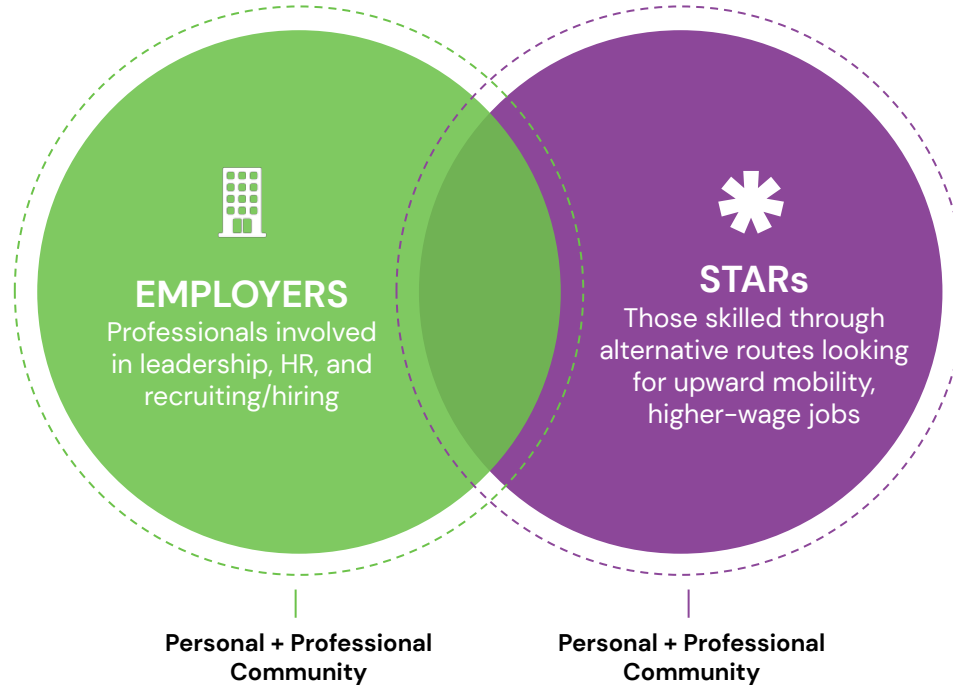 EMPLOYERS
Professionals involved
in leadership, HR, and
recruiting/hiring
STARs
Those skilled through
alternative routes looking
for upward mobility,
higher-wage jobs
Personal + Professional
Community
Personal + Professional
Community